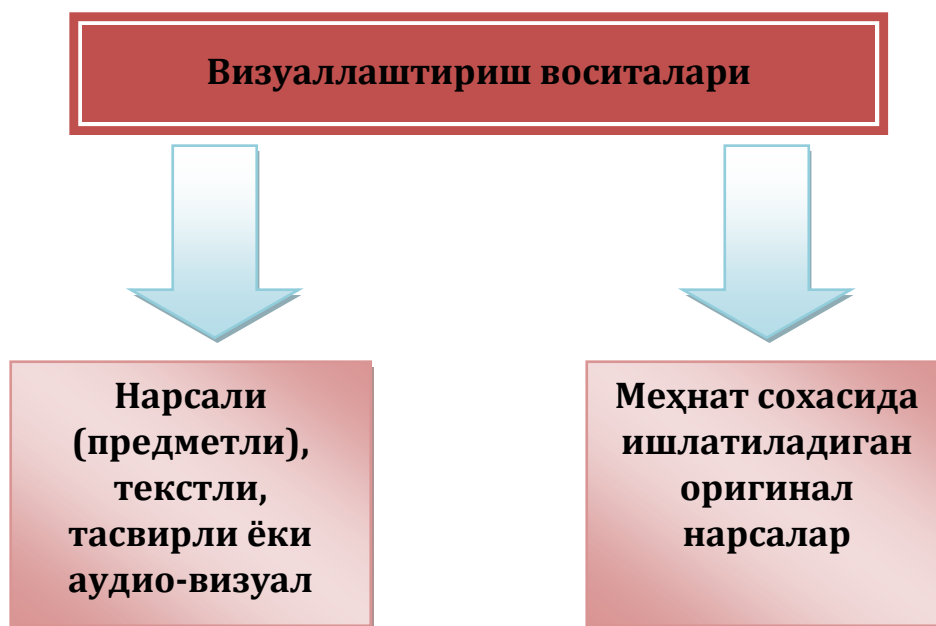 Визуаллаштириш воситалари
Нарсали
(предметли),
текстли,
тасвирли ёки
аудио-визуал
Меҳнат сохасида
ишлатиладиган
оригинал
нарсалар